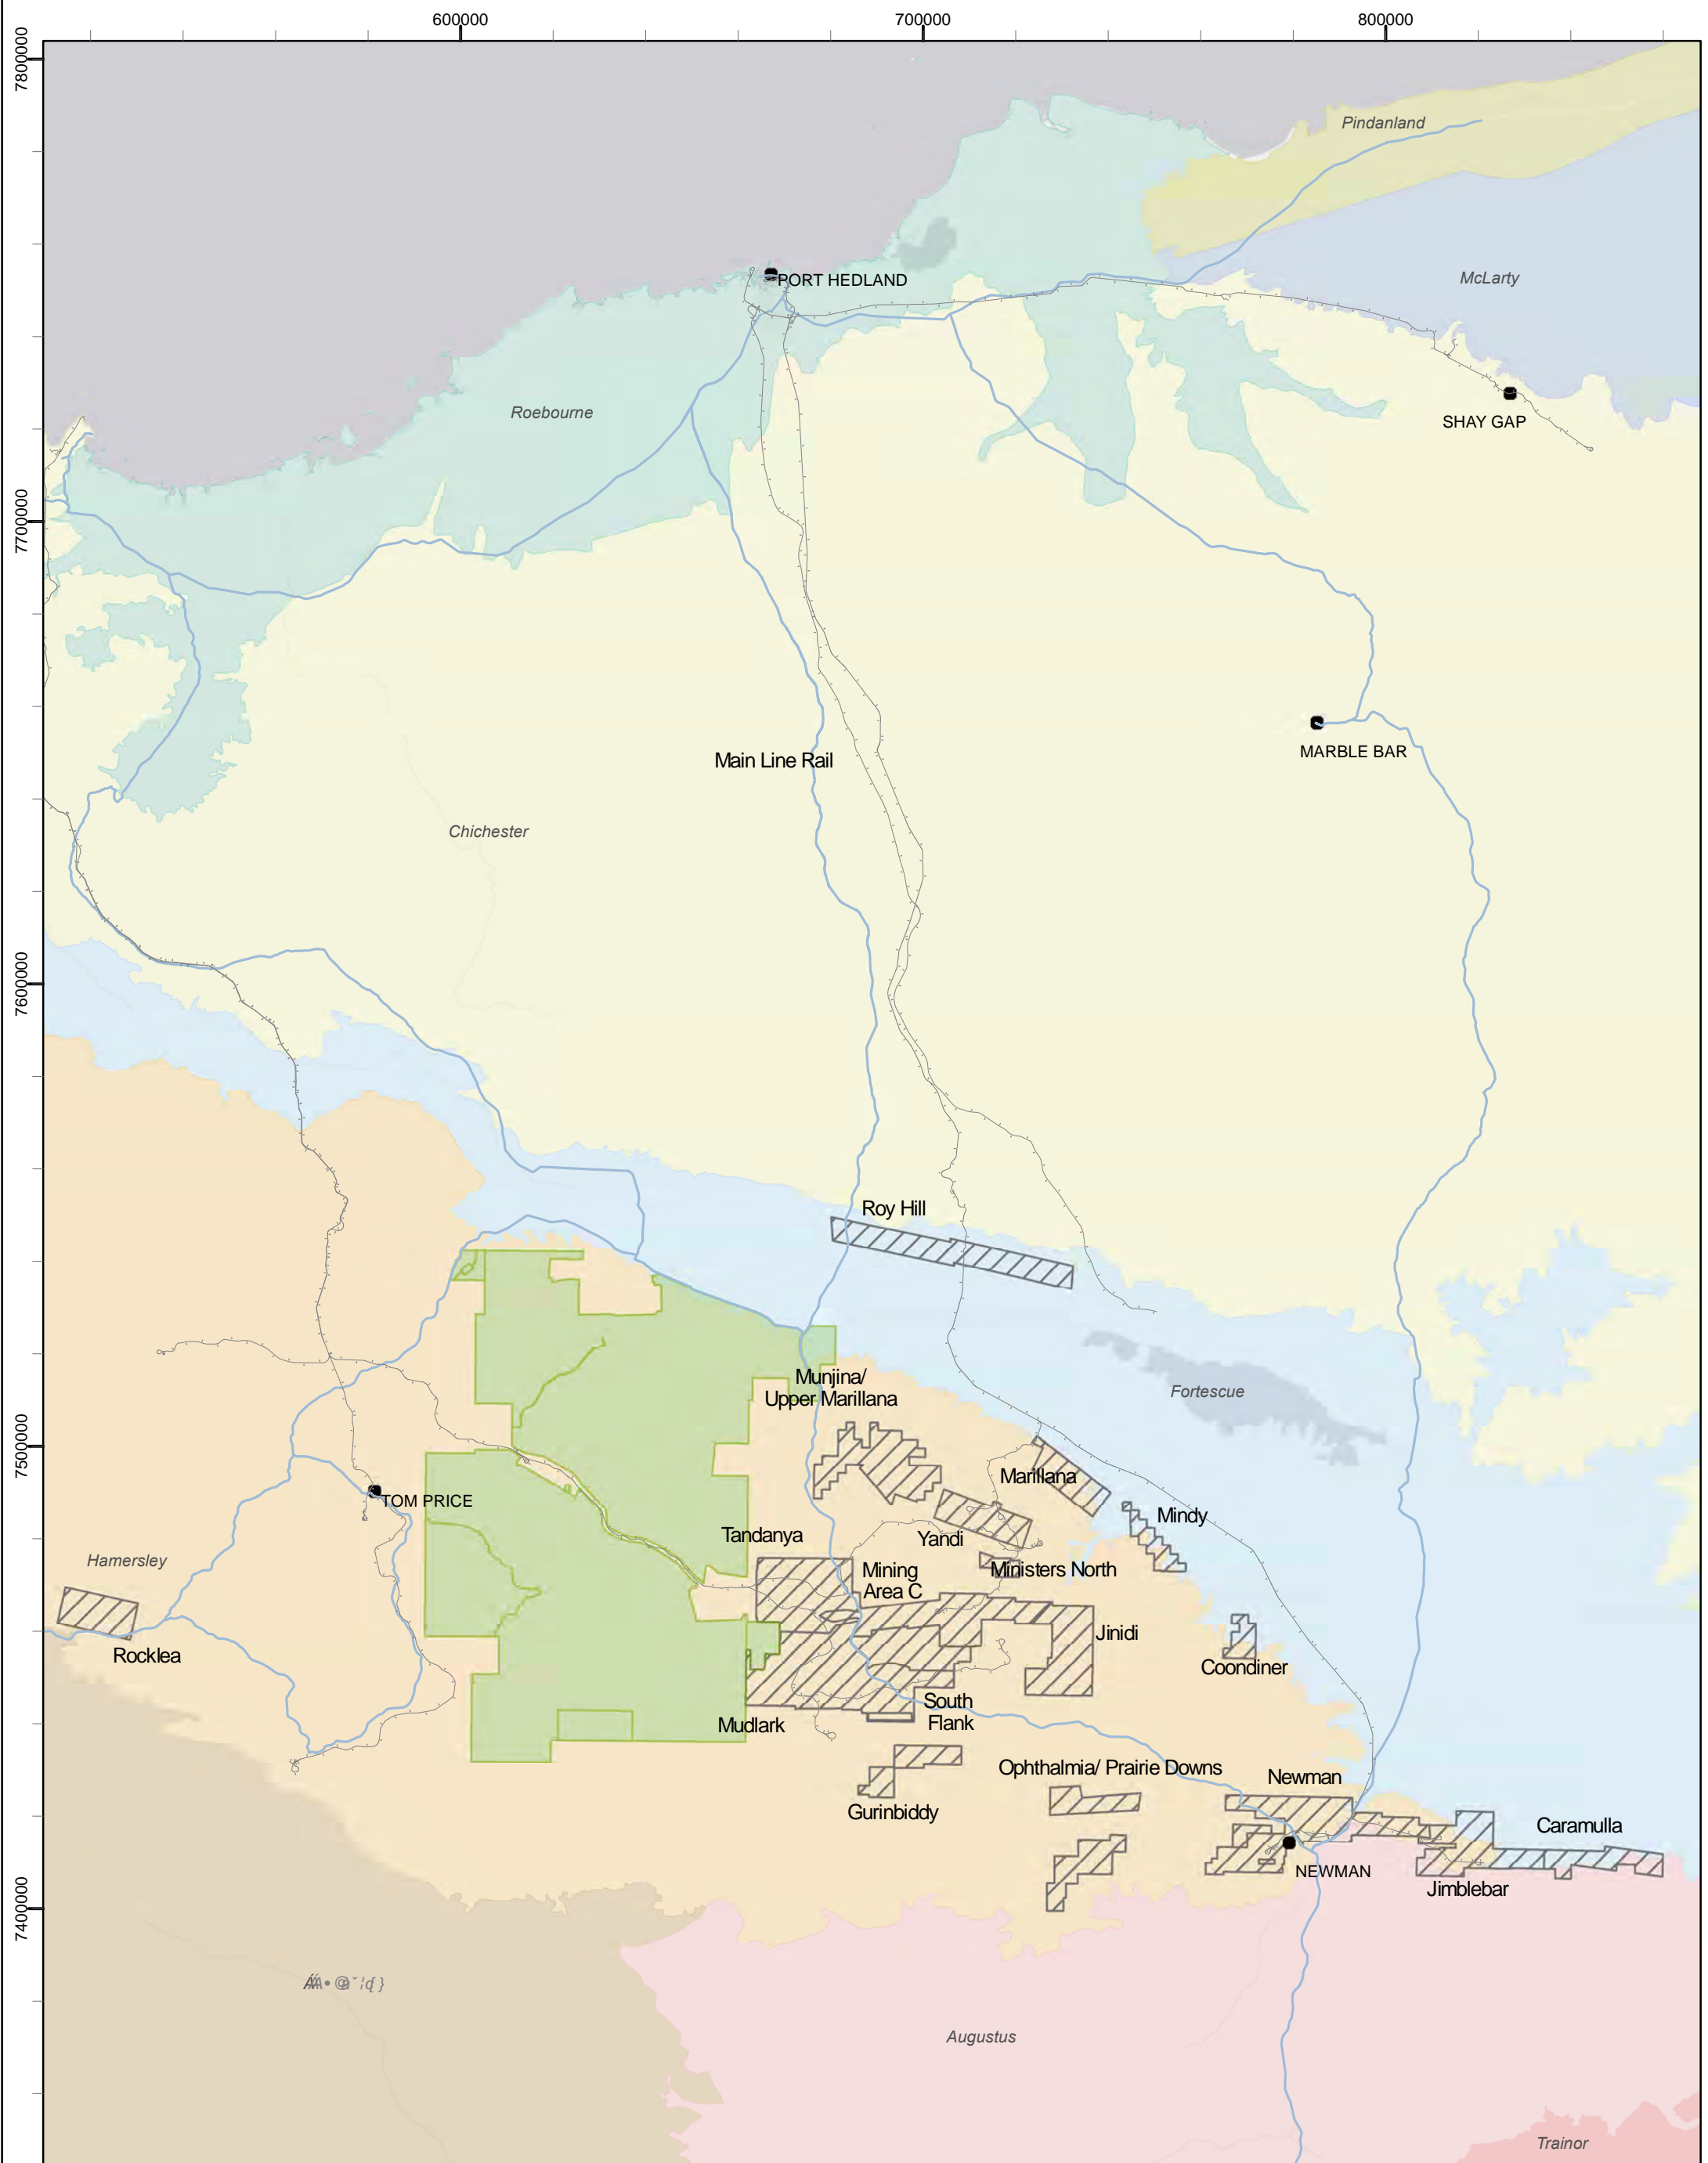 600000 700000 800000
7800000
Pindanland
McLarty
PORT HEDLAND
SHAY GAP
Roebourne
7700000
MARBLE BAR
Main Line Rail
Chichester
7600000
Roy Hill
Munjina/
Upper Marillana
Fortescue
7500000
Marillana
TOM PRICE
Mindy
Tandanya
Yandi
Hamersley
Mining
Area C
Ministers North
Jinidi
Rocklea
Coondiner
South
Flank
Mudlark
Ophthalmia/ Prairie Downs
Newman
Gurinbiddy
Caramulla
NEWMAN
Jimblebar
7400000
Augustus
Trainor